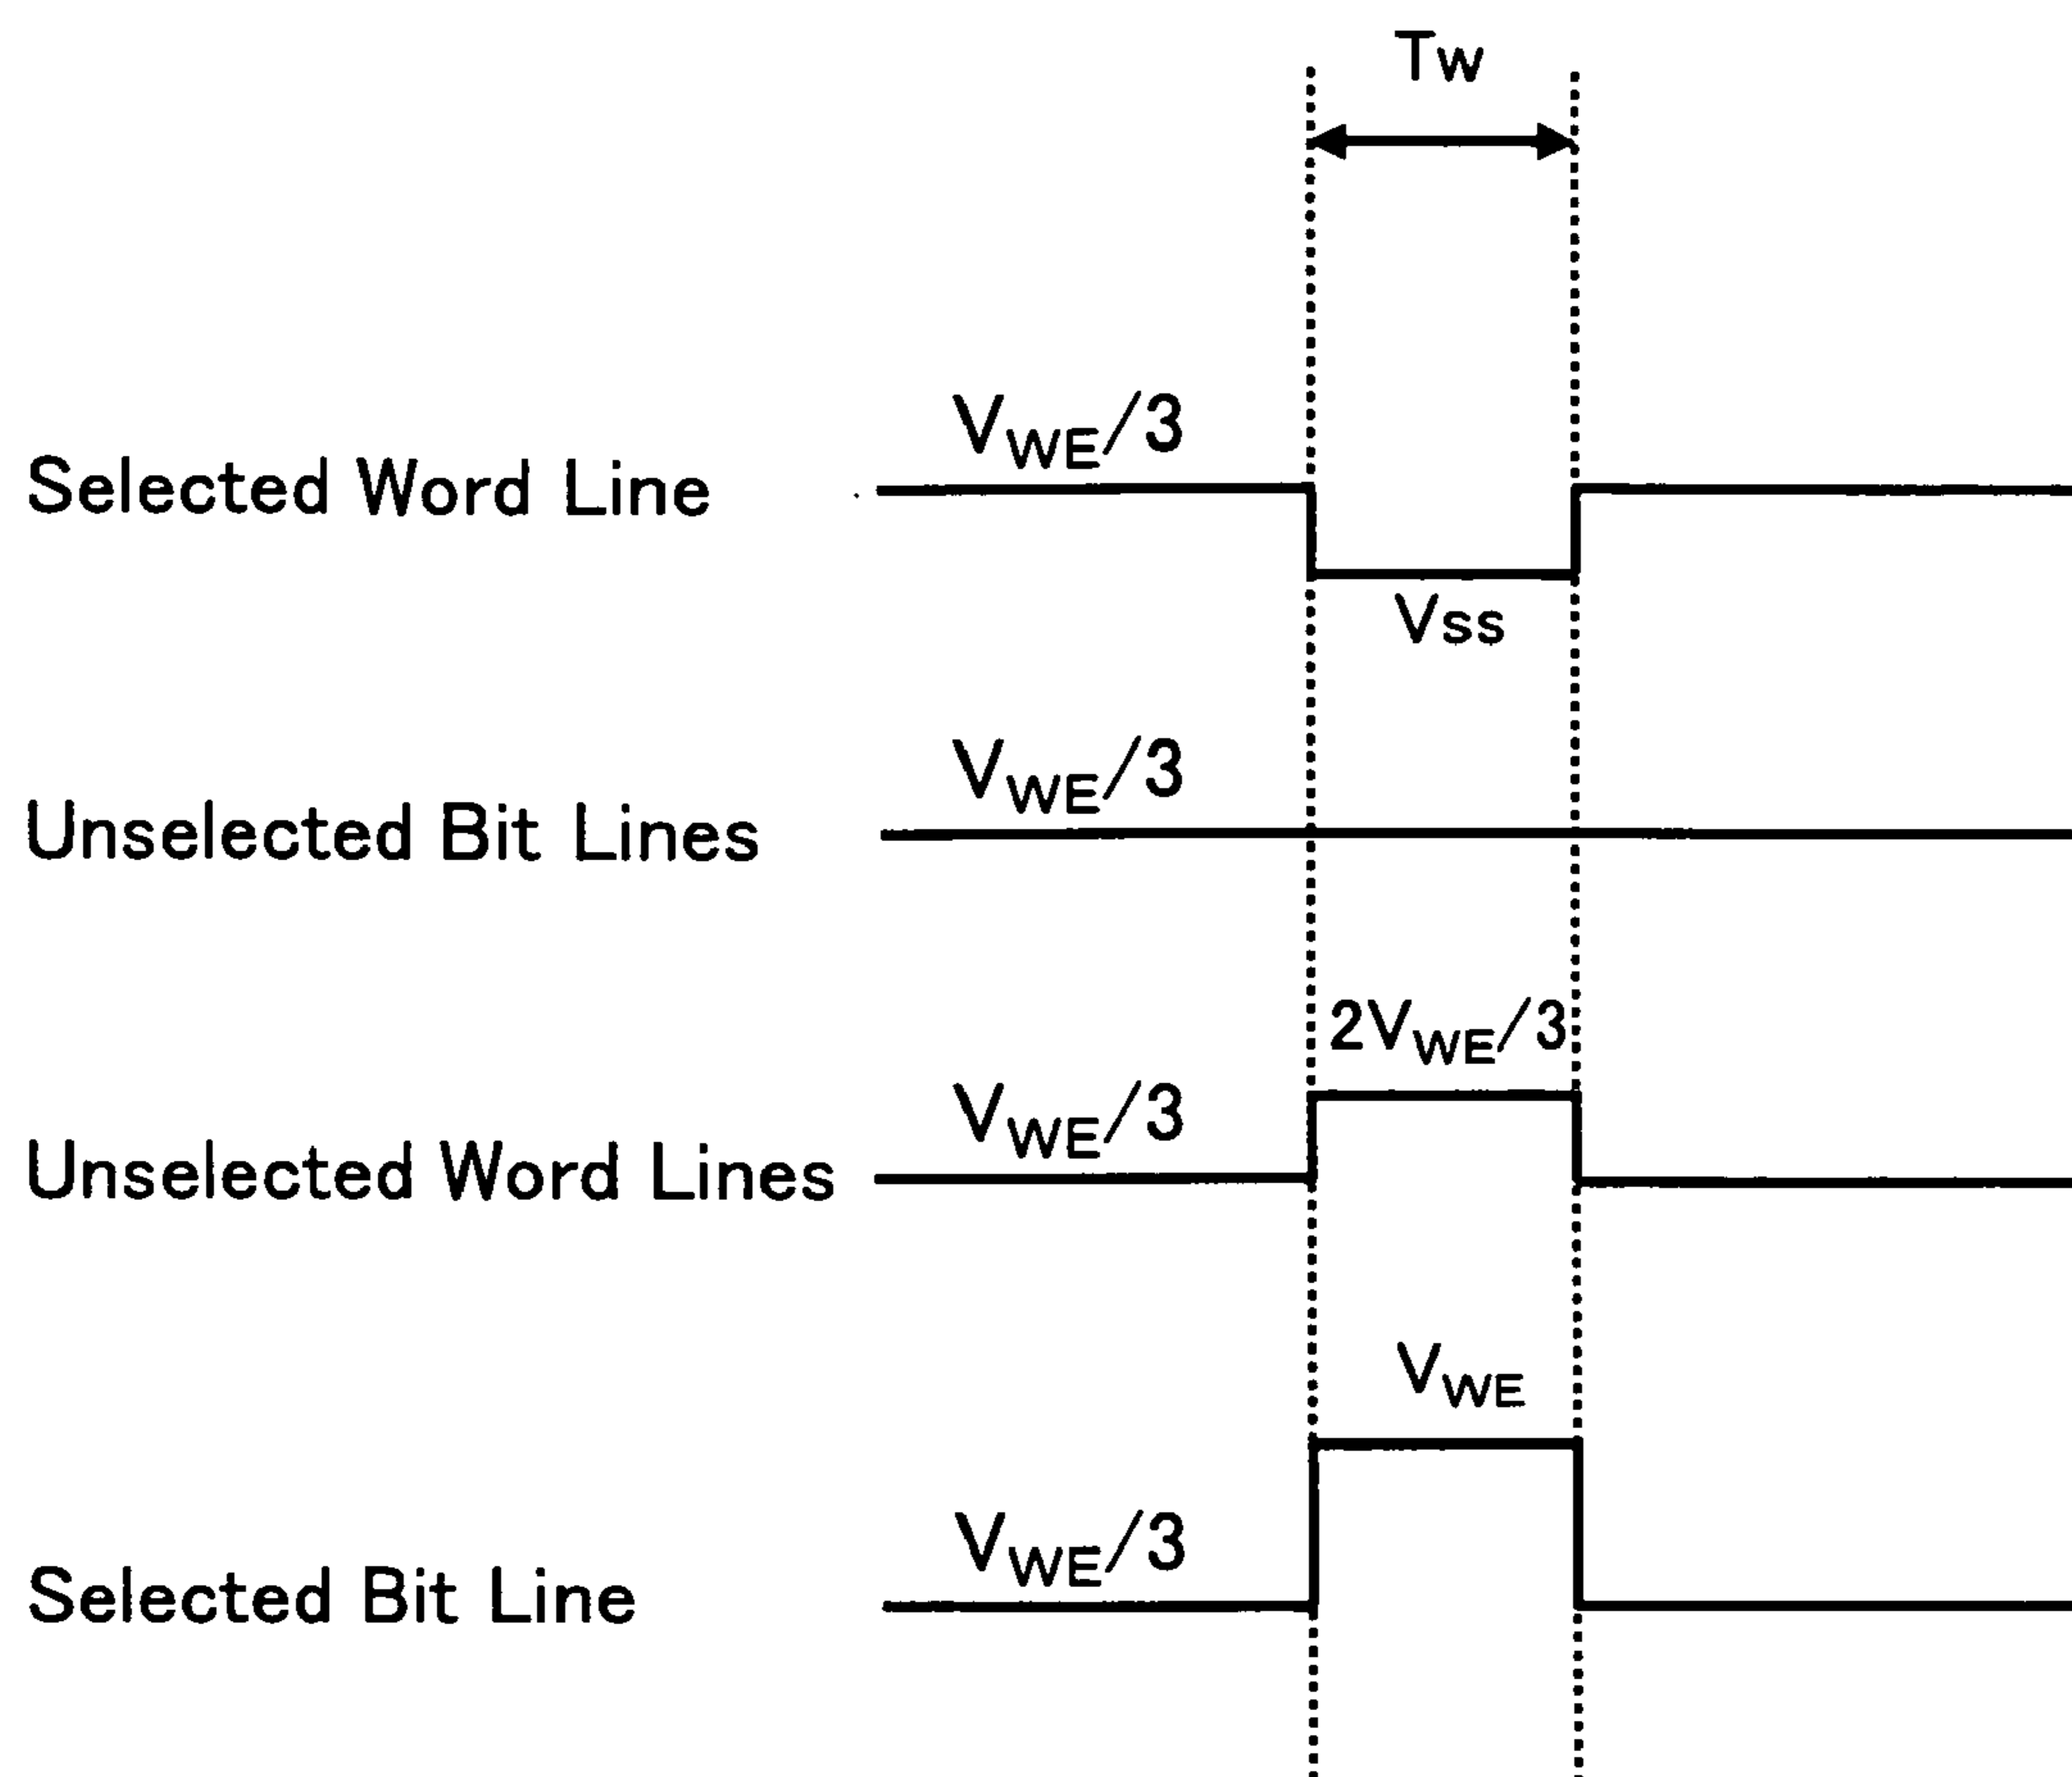 Tw
V_WE/3
Selected Word Line
Vss
V_WE/3
Unselected Bit Lines
2V_WE/3
V_WE/3
Unselected Word Lines
V_WE
V_WE/3
Selected Bit Line